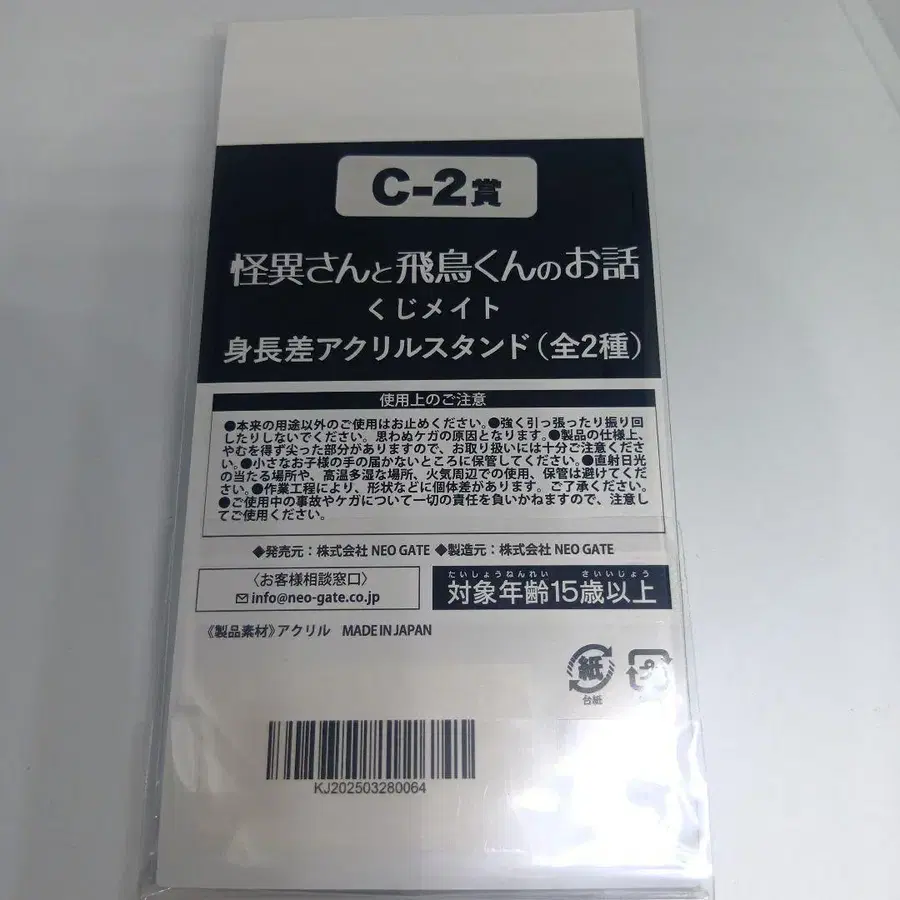 C-2賞
怪異さんと飛鳥くんのお話
くじメイト
身長差アクリルスタンド(全2種)
使用上のご注意
●本来の用途以外のご使用はお止めください。●強く引っ張ったり振り回
したりしないでください。思わぬケガの原因となります。●製品の仕様上、
やむを得ず尖った部分がありますので、お取り扱いには十分ご注意くださ
い。●小さなお子様の手の届かないところに保管してください。●直射日光
の当たる場所や、高温多湿な場所、火気周辺での使用、保管は避けてくださ
い。●作業工程により、形状などに個体差があります。ご了承ください。
●ご使用中の事故やケガについて一切の責任を負いかねますので、注意し
てご使用ください。
◆発売元:株式会社 NEO GATE ◆製造元:株式会社 NEO GATE
〈お客様相談窓口〉
info@neo-gate.co.jp
たいしょうねんれい さいいじょう
対象年齢15歳以上
《製品素材》アクリル MADE IN JAPAN
紙
台紙
プラ
KJ202503280064